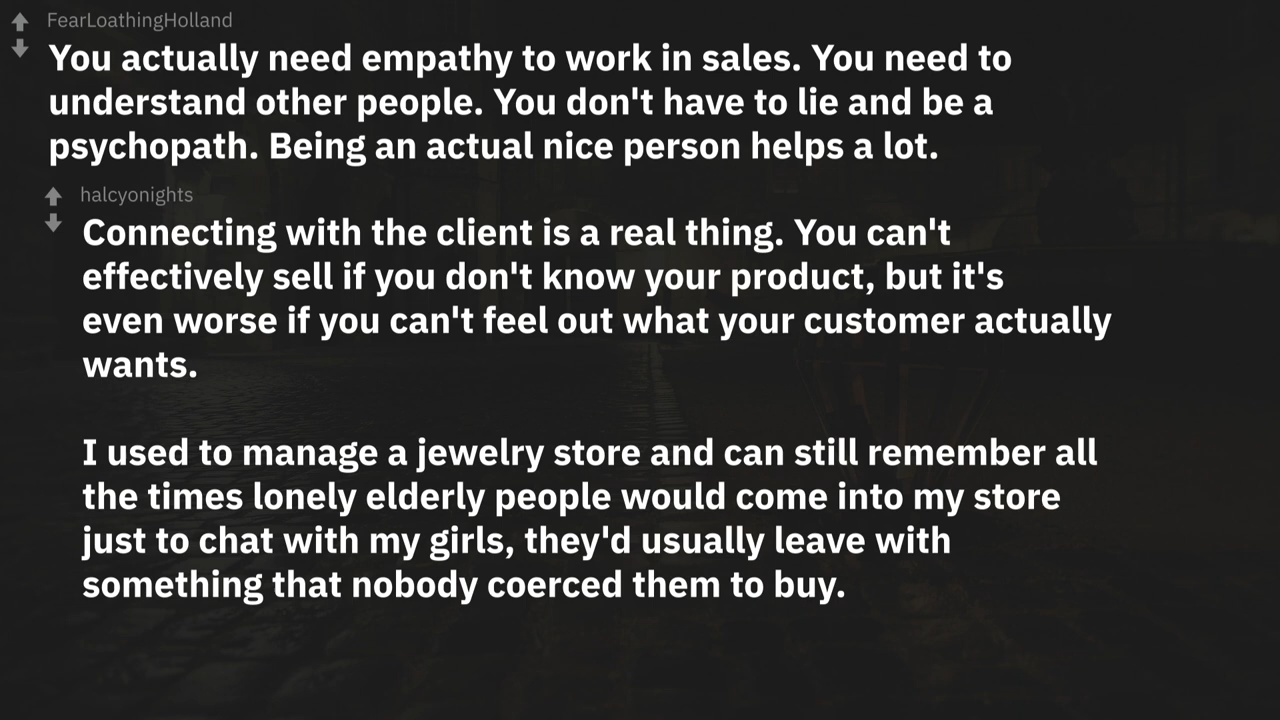 FearLoathingHolland
You actually need empathy to work in sales. You need to
understand other people. You don't have to lie and be a
psychopath. Being an actual nice person helps a lot.
halcyonights
Connecting with the client is a real thing. You can't
effectively sell if you don't know your product, but it's
even worse if you can't feel out what your customer actually
wants.
I used to manage a jewelry store and can still remember all
the times lonely elderly people would come into my store
just to chat with my girls, they'd usually leave with
something that nobody coerced them to buy.